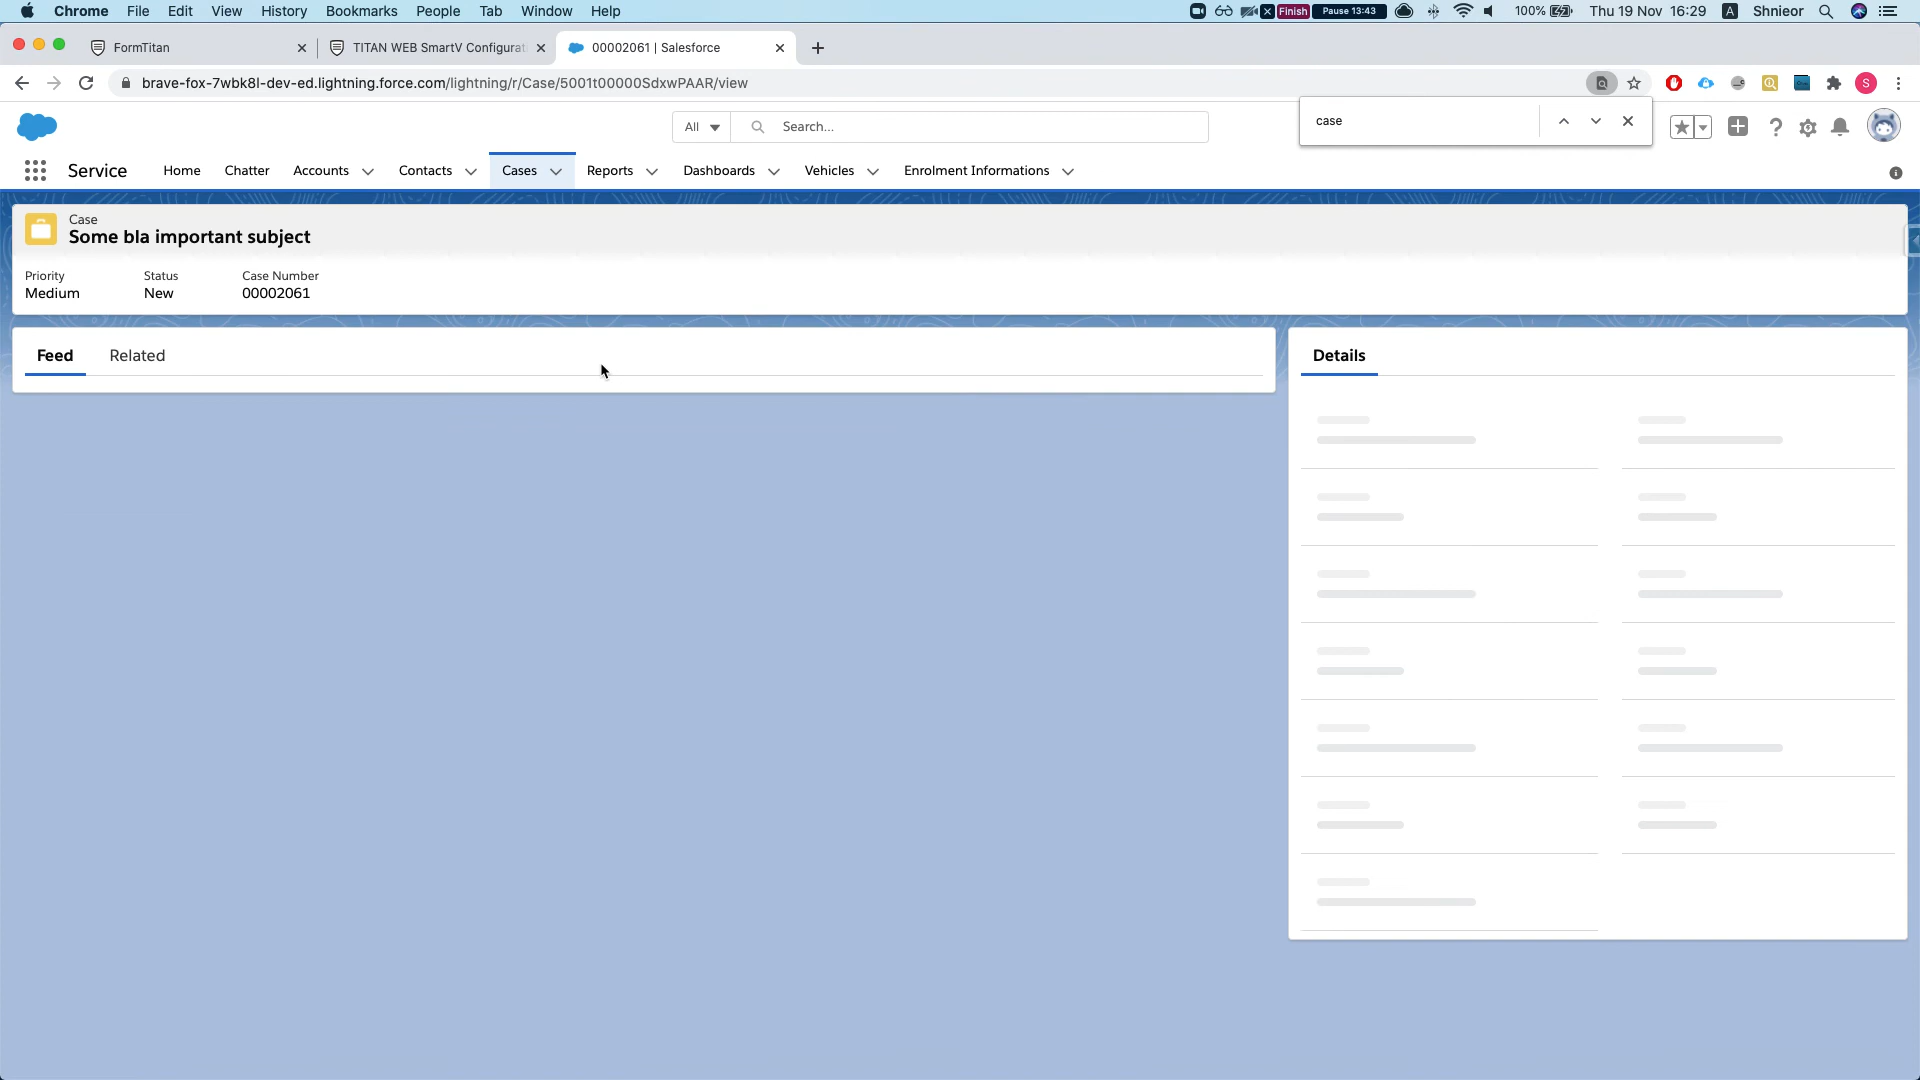 Chrome File Edit View History Bookmarks People Tab Window Help Finish Pause 13:43 100% Thu 19 Nov 16:29 A Shnieor
FormTitan TITAN WEB SmartV Configurat 00002061 | Salesforce
brave-fox-7wbk8l-dev-ed.lightning.force.com/lightning/r/Case/5001t00000SdxwPAAR/view S
All Search... case
Service Home Chatter Accounts Contacts Cases Reports Dashboards Vehicles Enrolment Informations
Case
Some bla important subject
Priority Status Case Number
Medium New 00002061
Feed Related Details